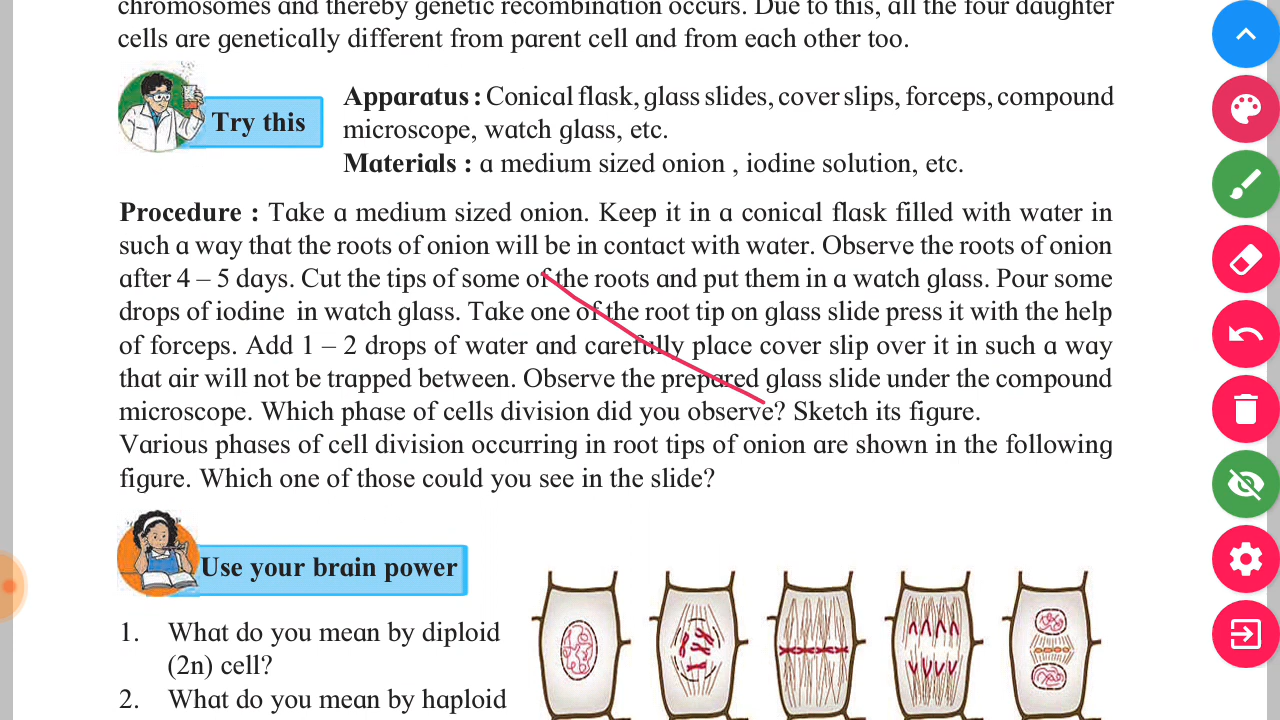 chromosomes and thereby genetic recombination occurs. Due to this, all the four daughter
cells are genetically different from parent cell and from each other too.
Try this
Apparatus : Conical flask, glass slides, cover slips, forceps, compound
microscope, watch glass, etc.
Materials : a medium sized onion , iodine solution, etc.
Procedure : Take a medium sized onion. Keep it in a conical flask filled with water in
such a way that the roots of onion will be in contact with water. Observe the roots of onion
after 4 – 5 days. Cut the tips of some of the roots and put them in a watch glass. Pour some
drops of iodine in watch glass. Take one of the root tip on glass slide press it with the help
of forceps. Add 1 – 2 drops of water and carefully place cover slip over it in such a way
that air will not be trapped between. Observe the prepared glass slide under the compound
microscope. Which phase of cells division did you observe? Sketch its figure.
Various phases of cell division occurring in root tips of onion are shown in the following
figure. Which one of those could you see in the slide?
Use your brain power
1. What do you mean by diploid
(2n) cell?
2. What do you mean by haploid